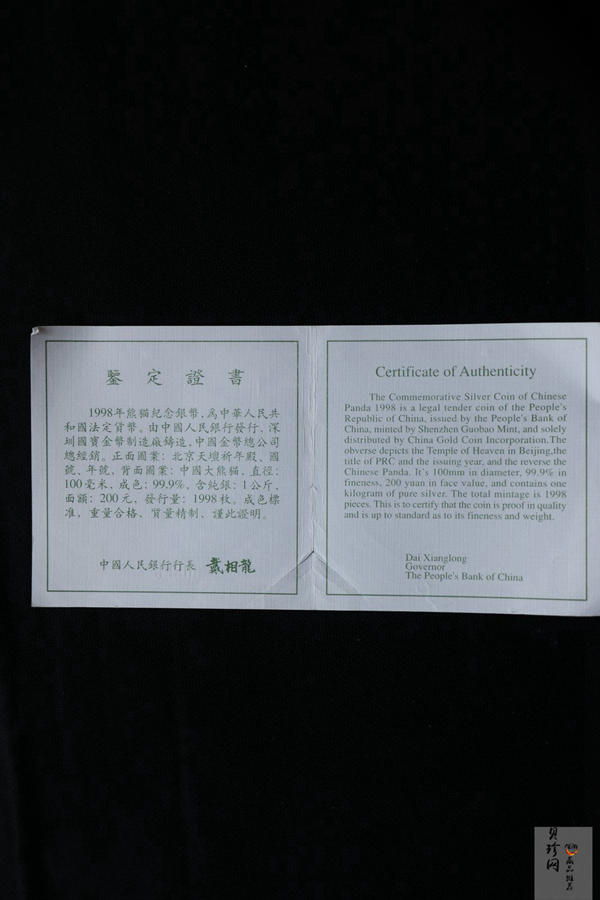 鑒定證書
1998年熊貓紀念銀幣,爲中華人民共
和國法定貨幣。由中國人民銀行發行,深
圳國寶金幣制造廠鑄造,中國金幣總公司
總經銷。正面圖案:北京天壇祈年殿、國
號、年號,背面圖案:中國大熊貓,直徑:
100毫米,成色:99.9%,含純銀:1公斤,
面額:200元,發行量:1998枚。成色標
准,重量合格、質量精制、謹此證明。
中國人民銀行行長 戴相龍
Certificate of Authenticity
The Commemorative Silver Coin of Chinese
Panda 1998 is a legal tender coin of the People's
Republic of China, issued by the People's Bank of
China, minted by Shenzhen Guobao Mint, and solely
distributed by China Gold Coin Incorporation.The
obverse depicts the Temple of Heaven in Beijing,the
title of PRC and the issuing year, and the reverse the
Chinese Panda. It's 100mm in diameter, 99.9% in
fineness, 200 yuan in face value, and contains one
kilogram of pure silver. The total mintage is 1998
pieces. This is to certify that the coin is proof in quality
and is up to standard as to its fineness and weight.
Dai Xianglong
Governor
The People's Bank of China
貝珍网